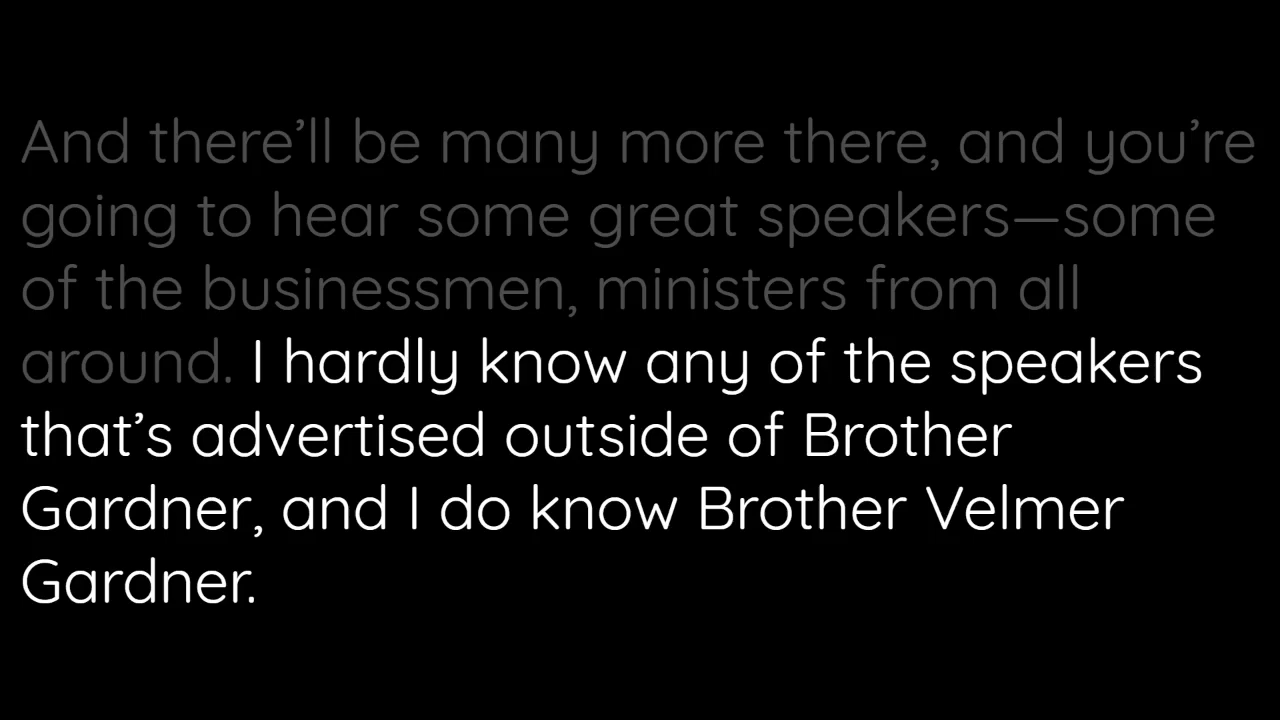 And there’ll be many more there, and you’re
going to hear some great speakers—some
of the businessmen, ministers from all
around. I hardly know any of the speakers
that’s advertised outside of Brother
Gardner, and I do know Brother Velmer
Gardner.